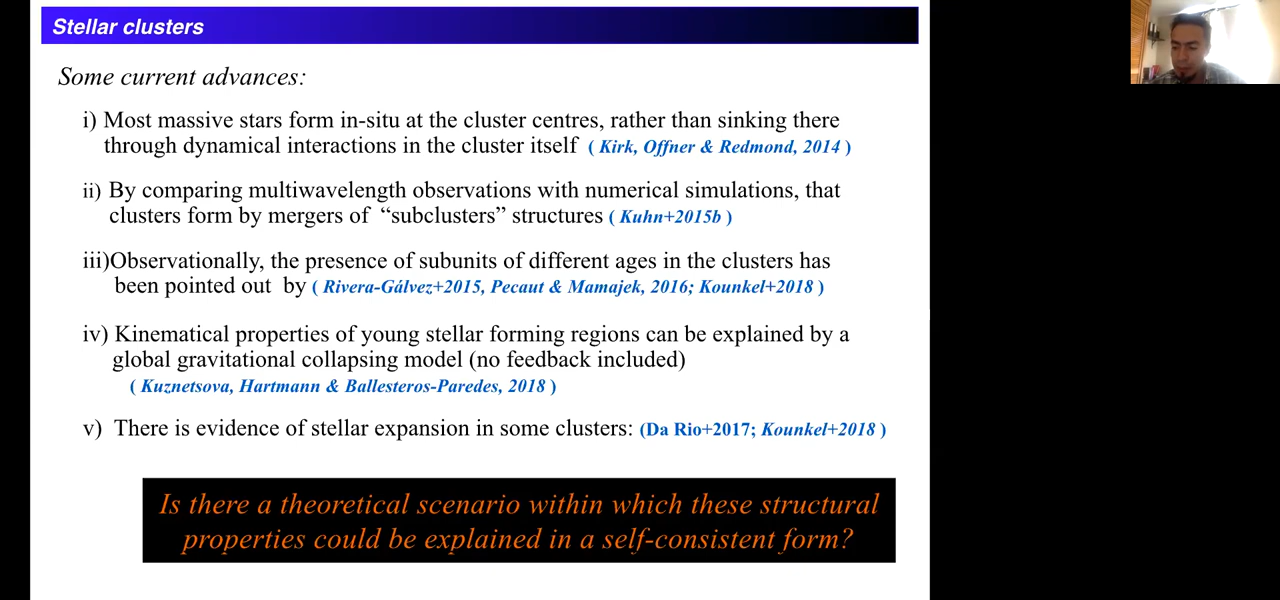 Stellar clusters
Some current advances:
i) Most massive stars form in-situ at the cluster centres, rather than sinking there
through dynamical interactions in the cluster itself ( Kirk, Offner & Redmond, 2014 )
ii) By comparing multiwavelength observations with numerical simulations, that
clusters form by mergers of “subclusters” structures ( Kuhn+2015b )
iii)Observationally, the presence of subunits of different ages in the clusters has
been pointed out by ( Rivera-Gálvez+2015, Pecaut & Mamajek, 2016; Kounkel+2018 )
iv) Kinematical properties of young stellar forming regions can be explained by a
global gravitational collapsing model (no feedback included)
( Kuznetsova, Hartmann & Ballesteros-Paredes, 2018 )
v) There is evidence of stellar expansion in some clusters: (Da Rio+2017; Kounkel+2018 )
Is there a theoretical scenario within which these structural
properties could be explained in a self-consistent form?